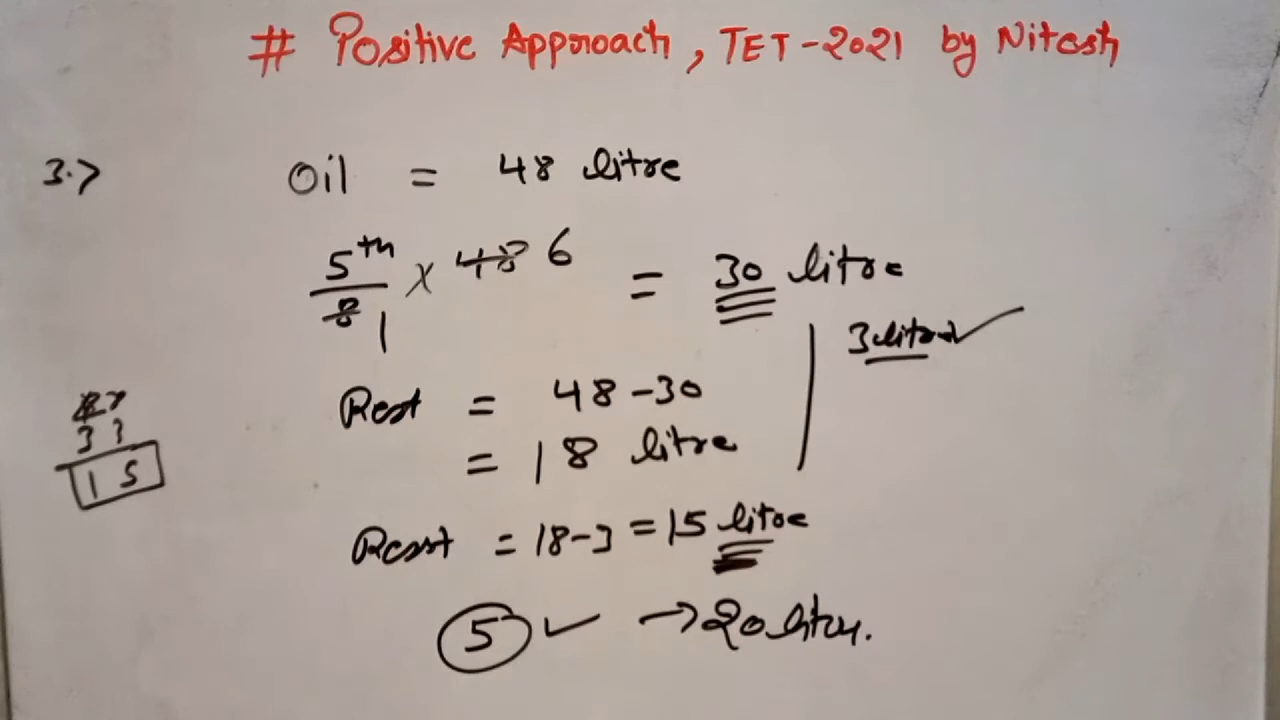 # Positive Approach, TET-2021 by Nitesh
3.>
Oil = 48 litre
5th/8 1 × 48 6 = 30 litre
3 litre ✓
Rest = 48-30
= 18 litre
33
15
Rest = 18-3 = 15 litre
5 ✓ → 20 litre.